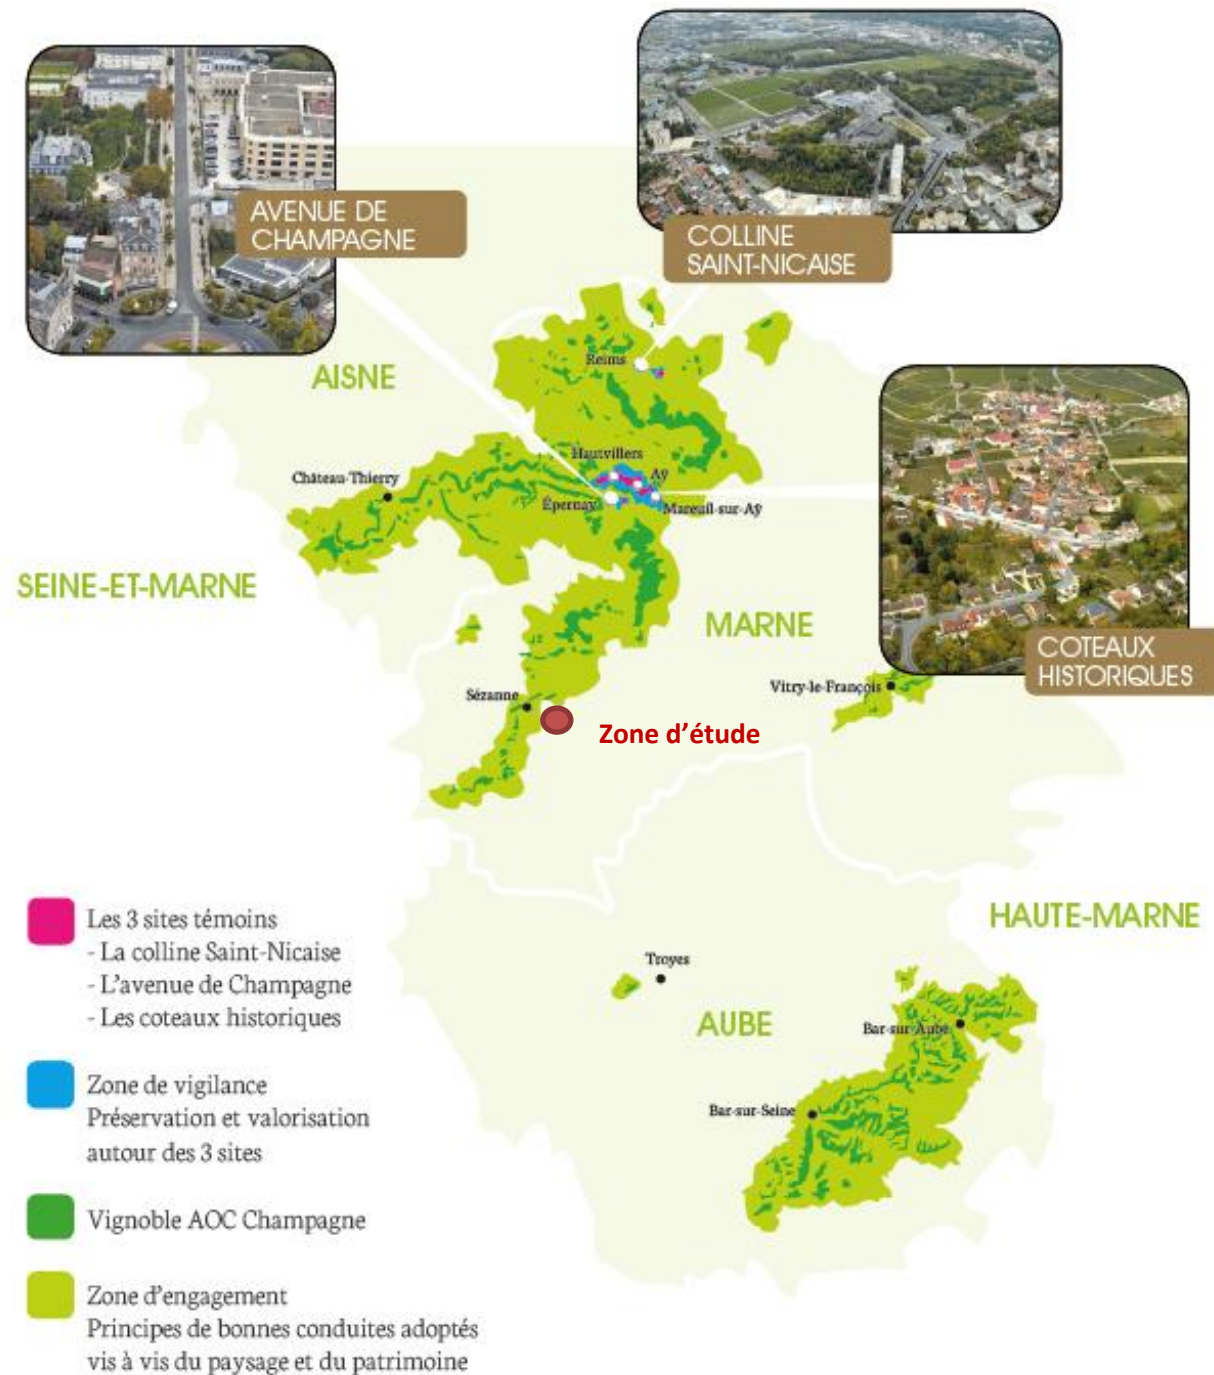 AVENUE DE
CHAMPAGNE
COLLINE
SAINT-NICAISE
AISNE
Reims
Hautvillers
Aÿ
Château-Thierry
Épernay
Mareuil-sur-Aÿ
SEINE-ET-MARNE
MARNE
COTEAUX
HISTORIQUES
Sézanne
Vitry-le-François
Zone d'étude
HAUTE-MARNE
Les 3 sites témoins
- La colline Saint-Nicaise
- L'avenue de Champagne
- Les coteaux historiques
Troyes
AUBE
Bar-sur-Aube
Zone de vigilance
Préservation et valorisation
autour des 3 sites
Bar-sur-Seine
Vignoble AOC Champagne
Zone d'engagement
Principes de bonnes conduites adoptés
vis à vis du paysage et du patrimoine